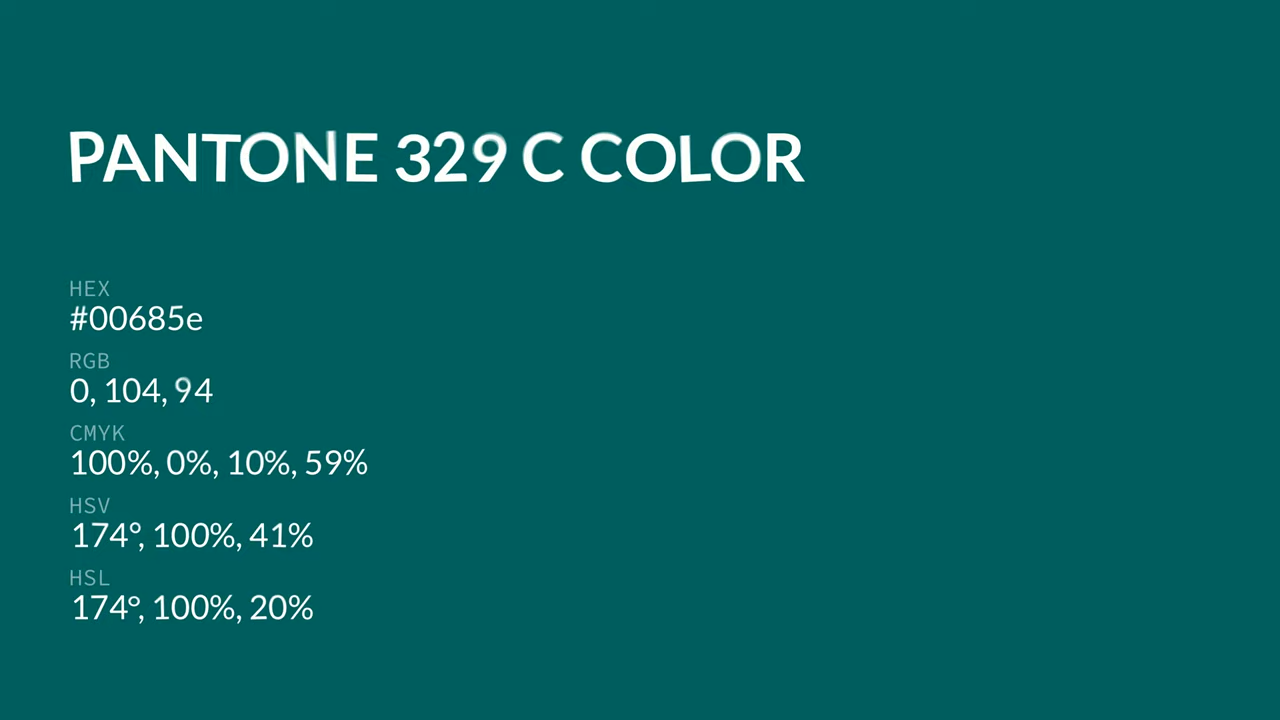 PANTONE 329 C COLOR
HEX
#00685e
RGB
0, 104, 94
CMYK
100%, 0%, 10%, 59%
HSV
174°, 100%, 41%
HSL
174°, 100%, 20%